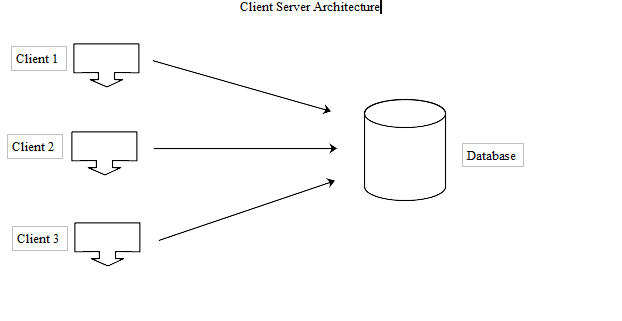 Client Server Architecture
Client 1
Client 2
Database
Client 3